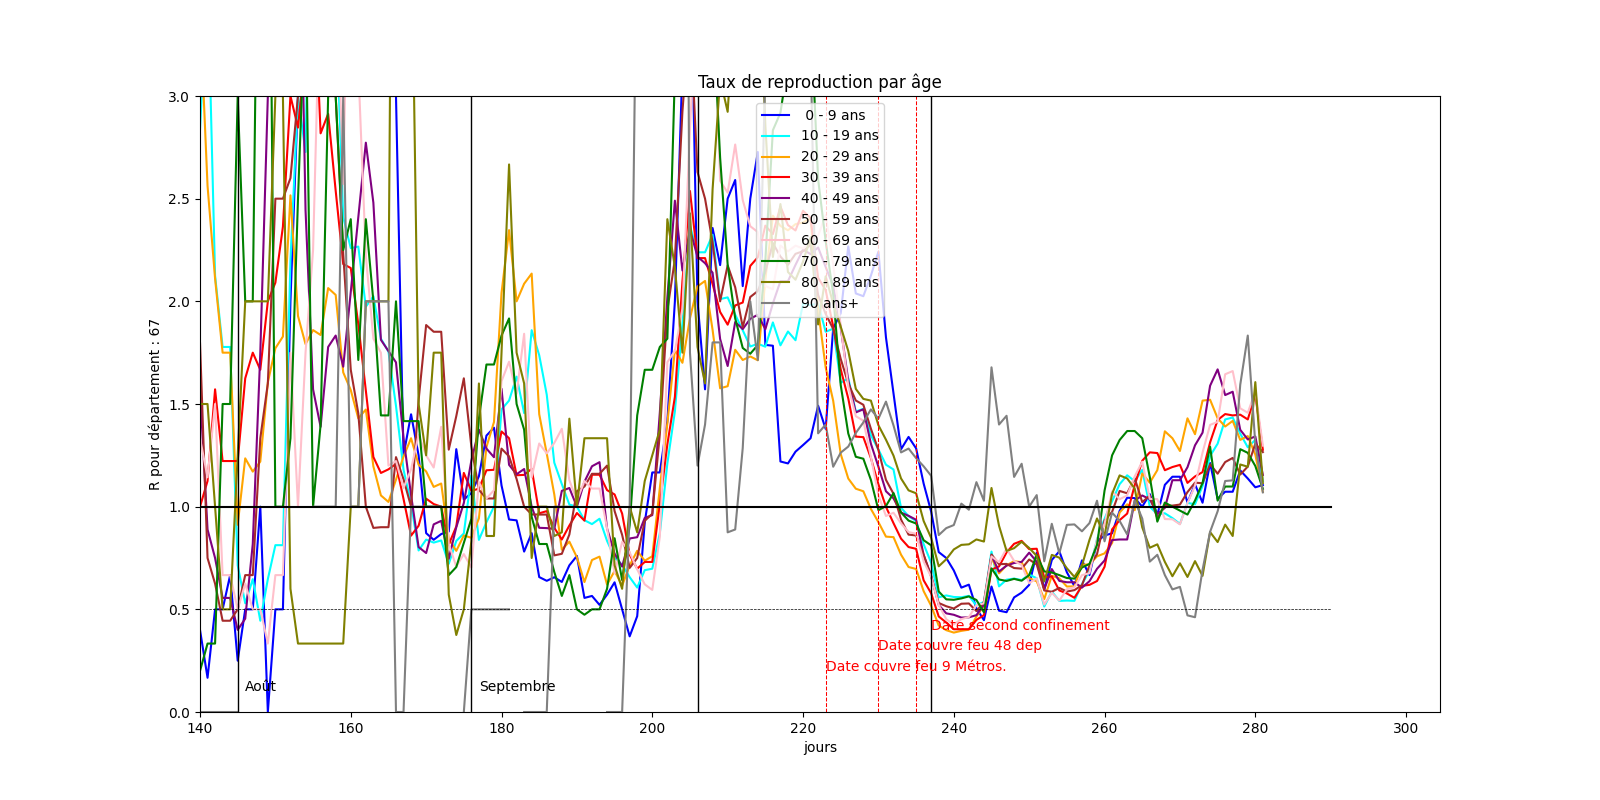 Taux de reproduction par âge
3.0
2.5
2.0
1.5
1.0
0.5
0.0
R pour département : 67
0 - 9 ans
10 - 19 ans
20 - 29 ans
30 - 39 ans
40 - 49 ans
50 - 59 ans
60 - 69 ans
70 - 79 ans
80 - 89 ans
90 ans+
Date second confinement
Date couvre feu 48 dep
Date couvre feu 9 Métros.
Août
Septembre
140 160 180 200 220 240 260 280 300
jours